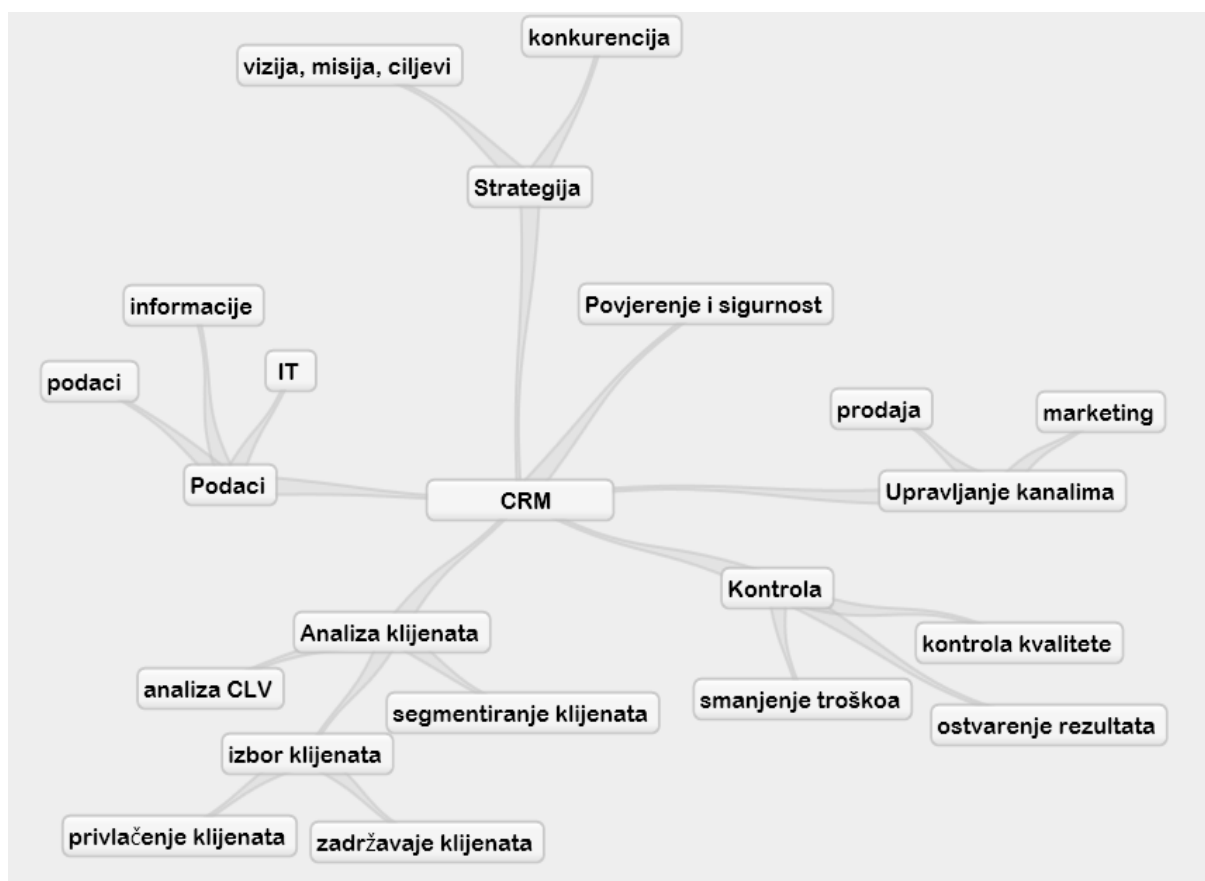 konkurencija
vizija, misija, ciljevi
Strategija
informacije
Povjerenje i sigurnost
IT
podaci
prodaja
marketing
Podaci
CRM
Upravljanje kanalima
Kontrola
Analiza klijenata
kontrola kvalitete
analiza CLV
segmentiranje klijenata
smanjenje troškoa
ostvarenje rezultata
izbor klijenata
privlačenje klijenata
zadržavaje klijenata